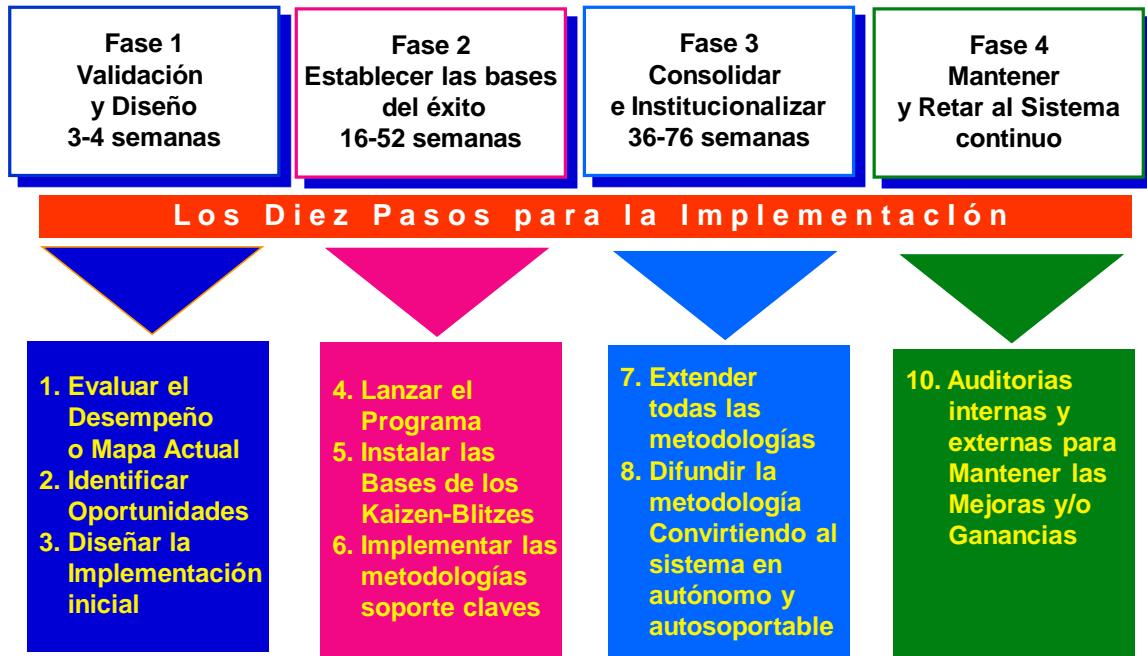 Fase 1
Validación
y Diseño
3-4 semanas
Fase 2
Establecer las bases
del éxito
16-52 semanas
Fase 3
Consolidar
e Institucionalizar
36-76 semanas
Fase 4
Mantener
y Retar al Sistema
continuo
Los Diez Pasos para la Implementaclón
1. Evaluar el
Desempeño
o Mapa Actual
2. Identificar
Oportunidades
3. Diseñar la
Implementación
inicial
4. Lanzar el
Programa
5. Instalar las
Bases de los
Kaizen-Blitzes
6. Implementar las
metodologías
soporte claves
7. Extender
todas las
metodologías
8. Difundir la
metodología
Convirtiendo al
sistema en
autónomo y
autosoportable
10. Auditorias
internas y
externas para
Mantener las
Mejoras y/o
Ganancias